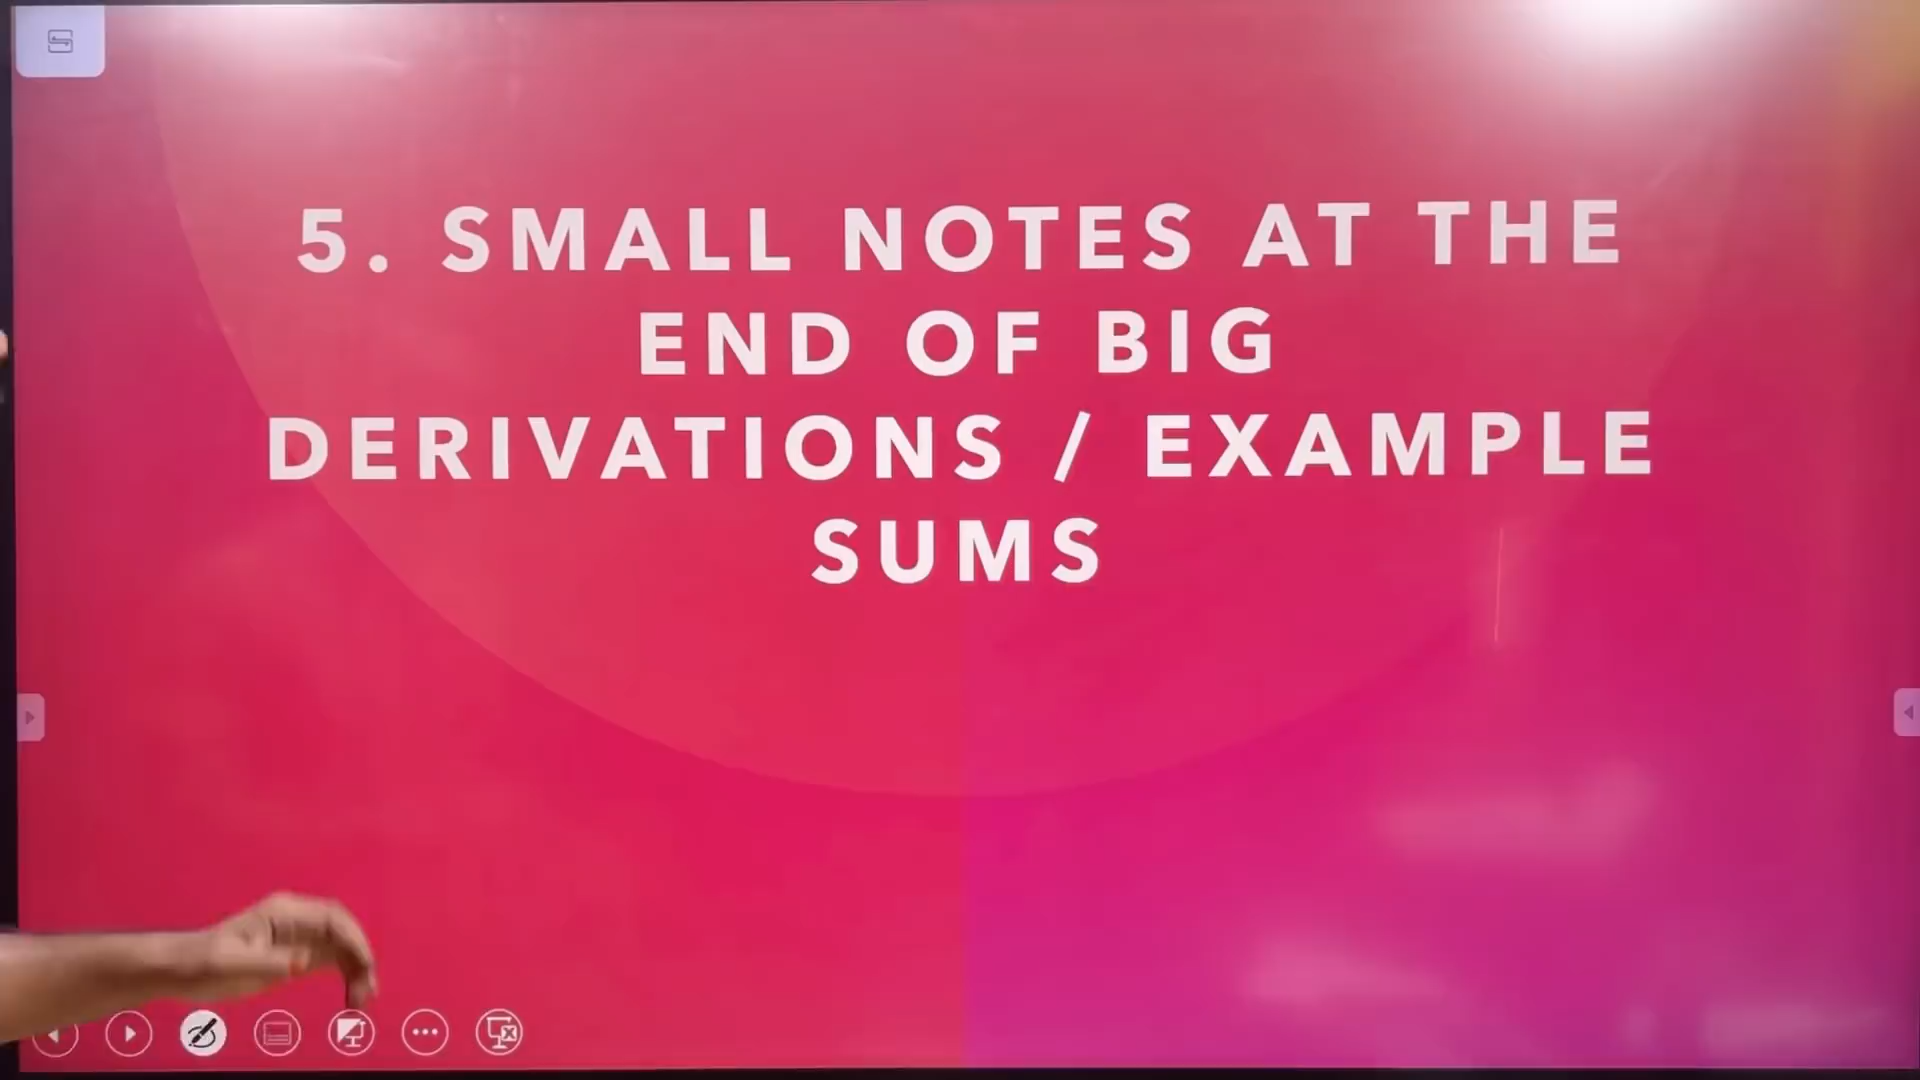 5. SMALL NOTES AT THE
END OF BIG
DERIVATIONS / EXAMPLE
SUMS